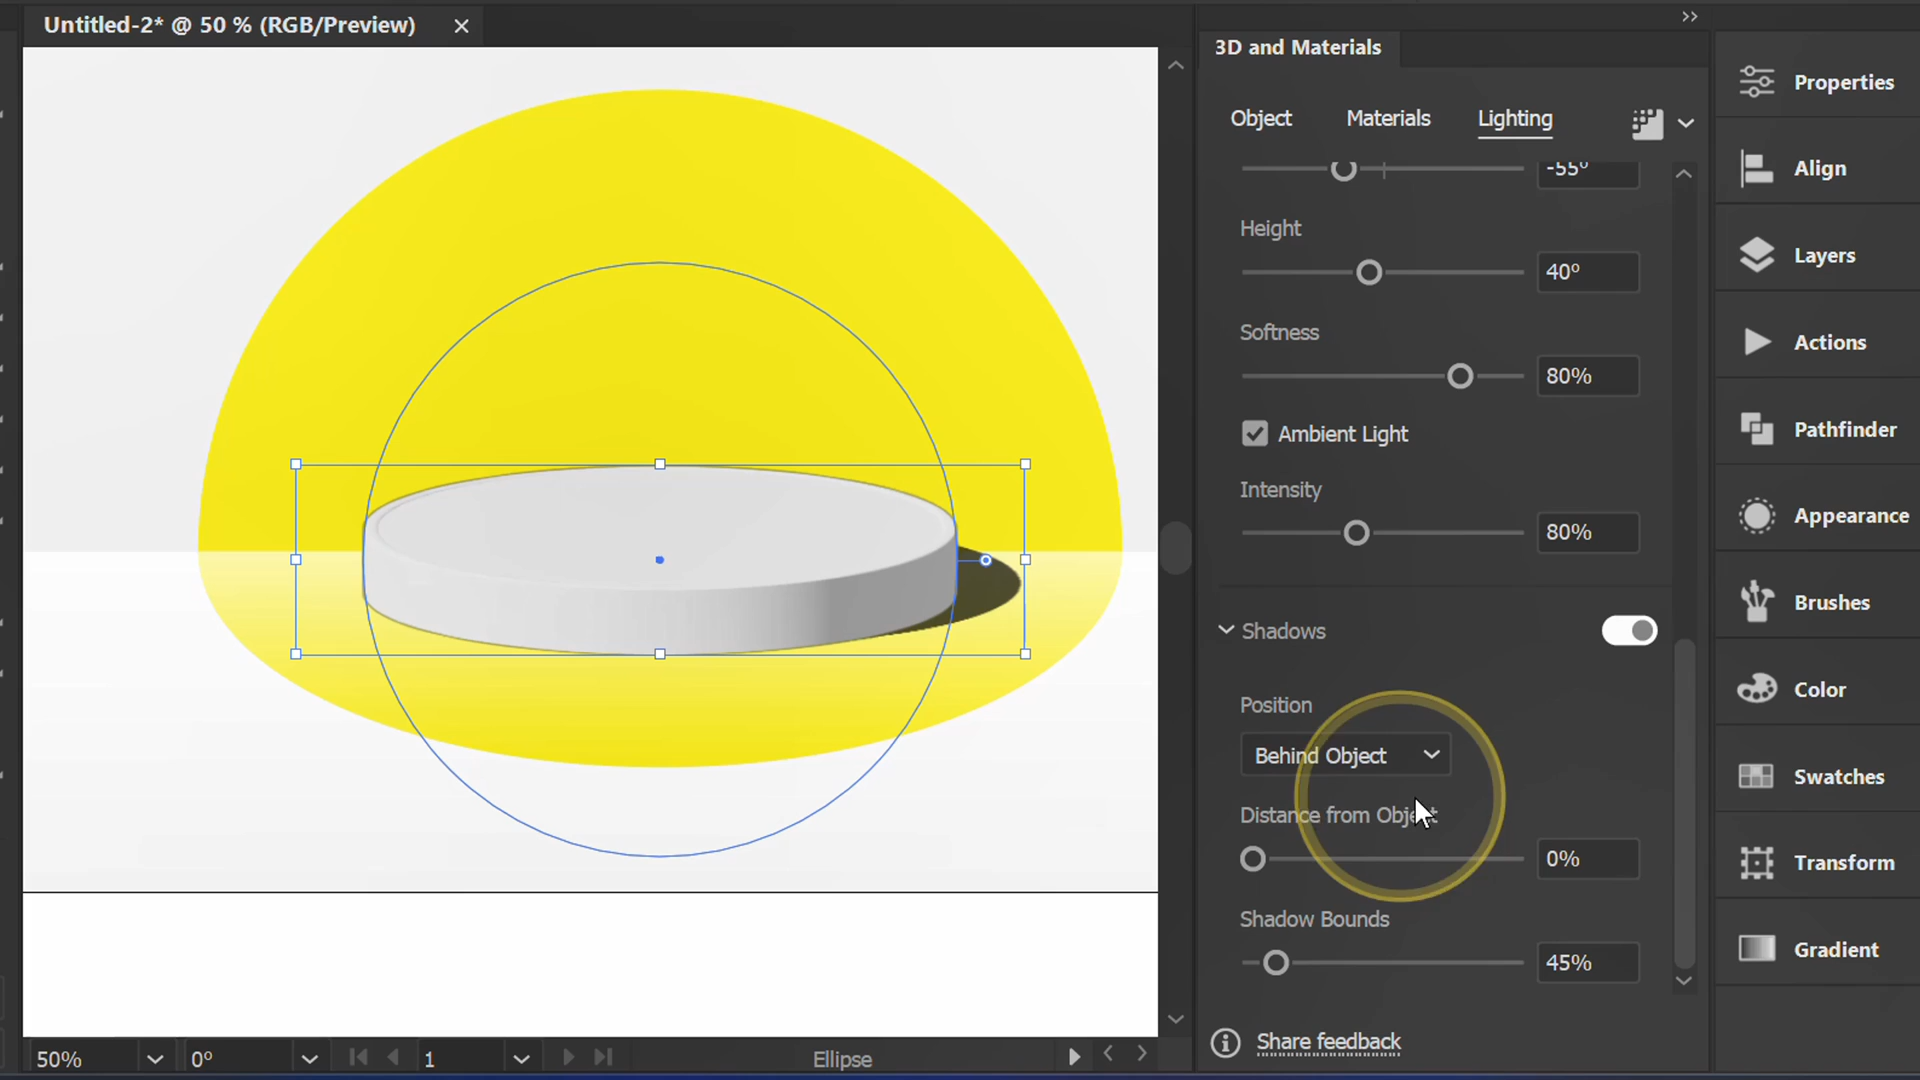 Untitled-2* @ 50 % (RGB/Preview)
3D and Materials
Object Materials Lighting
-55°
Height
40°
Softness
80%
Ambient Light
Intensity
80%
Shadows
Position
Behind Object
Distance from Object
0%
Shadow Bounds
45%
Share feedback
Properties
Align
Layers
Actions
Pathfinder
Appearance
Brushes
Color
Swatches
Transform
Gradient
50% 0° 1 Ellipse